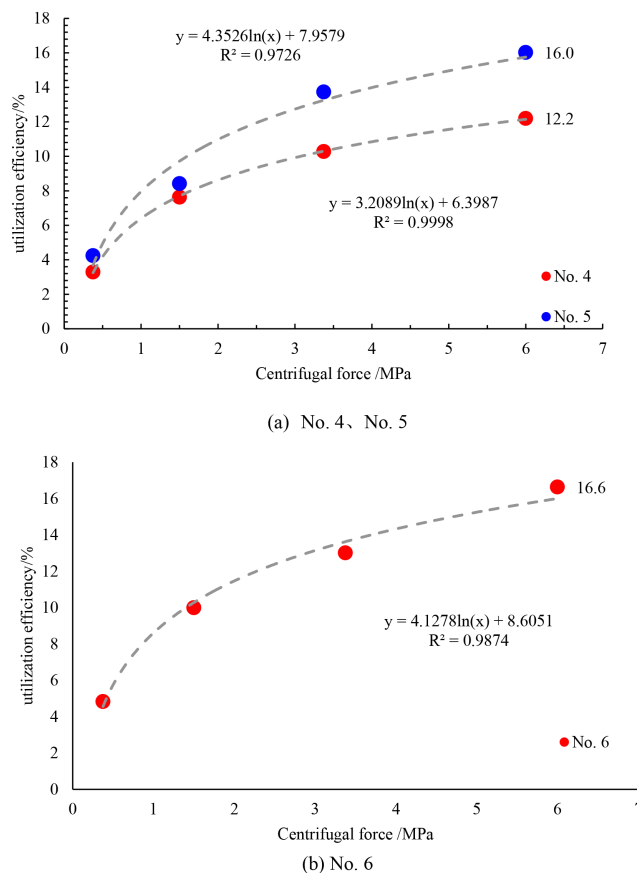 18
16
14
12
10
8
6
4
2
0
utilization efficiency/%
y = 4.3526ln(x) + 7.9579
R² = 0.9726
16.0
12.2
y = 3.2089ln(x) + 6.3987
R² = 0.9998
No. 4
No. 5
0 1 2 3 4 5 6 7
Centrifugal force /MPa
(a) No. 4、No. 5
18
16
14
12
10
8
6
4
2
0
utilization efficiency/%
16.6
y = 4.1278ln(x) + 8.6051
R² = 0.9874
No. 6
0 1 2 3 4 5 6 7
Centrifugal force /MPa
(b) No. 6